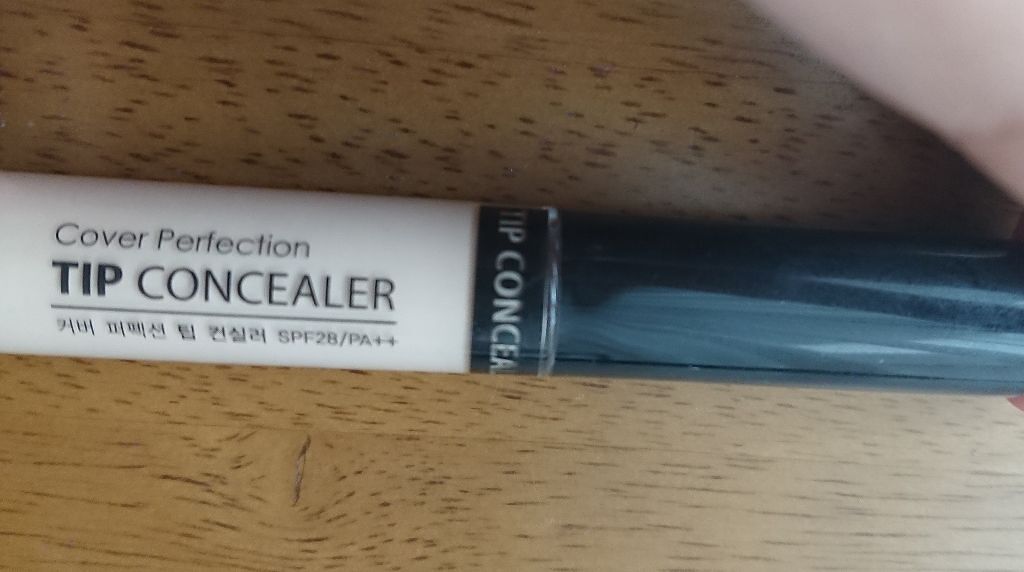 Cover Perfection
TIP CONCEALER
커버 퍼펙션 팁 컨실러 SPF28/PA++
TIP CONCEA